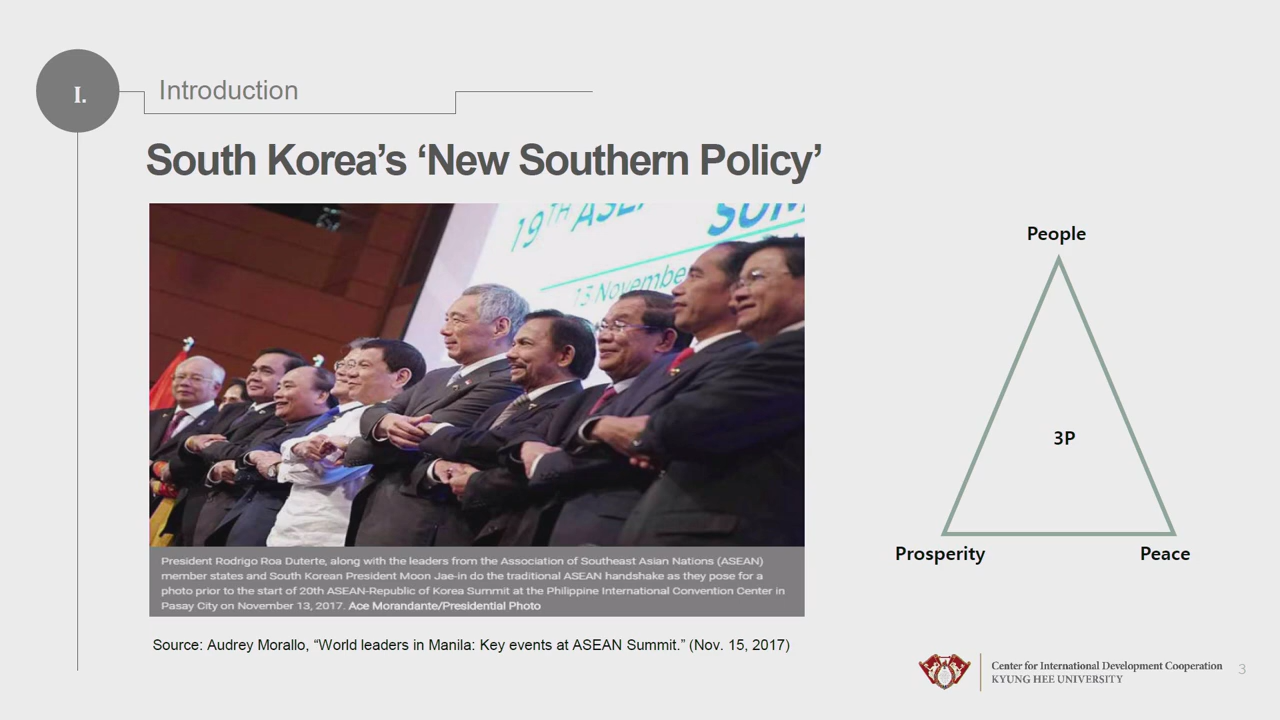 I.
Introduction
South Korea’s ‘New Southern Policy’
19TH ASE
SUM
13 November
President Rodrigo Roa Duterte, along with the leaders from the Association of Southeast Asian Nations (ASEAN)
member states and South Korean President Moon Jae-in do the traditional ASEAN handshake as they pose for a
photo prior to the start of 20th ASEAN-Republic of Korea Summit at the Philippine International Convention Center in
Pasay City on November 13, 2017. Ace Morandante/Presidential Photo
Source: Audrey Morallo, “World leaders in Manila: Key events at ASEAN Summit.” (Nov. 15, 2017)
People
3P
Prosperity
Peace
Center for International Development Cooperation
KYUNG HEE UNIVERSITY
3